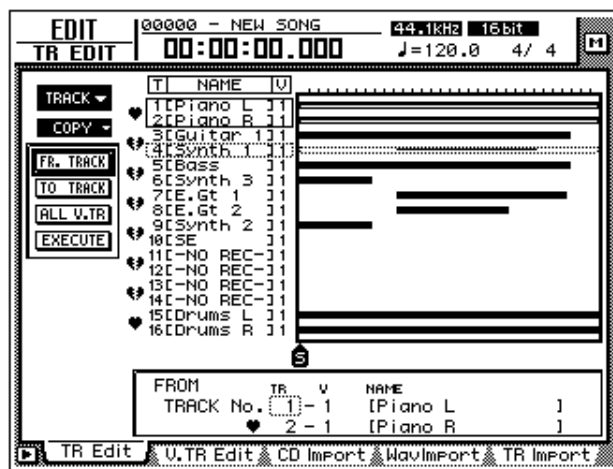 EDIT
TR EDIT
00000 - NEW SONG
00:00:00.000
44.1kHz 16bit
♩=120.0 4/ 4
M
TRACK
COPY
FR. TRACK
TO TRACK
ALL V.TR
EXECUTE
T NAME V
1[Piano L ]1
2[Piano R ]1
3[Guitar 1]1
4[Synth 1 ]1
5[Bass ]1
6[Synth 3 ]1
7[E.Gt 1 ]1
8[E.Gt 2 ]1
9[Synth 2 ]1
10[SE ]1
11[-NO REC-]1
12[-NO REC-]1
13[-NO REC-]1
14[-NO REC-]1
15[Drums L ]1
16[Drums R ]1
S
FROM TR V NAME
TRACK No. 1 - 1 [Piano L ]
♥ 2 - 1 [Piano R ]
TR Edit V.TR Edit CD Import WavImport TR Import